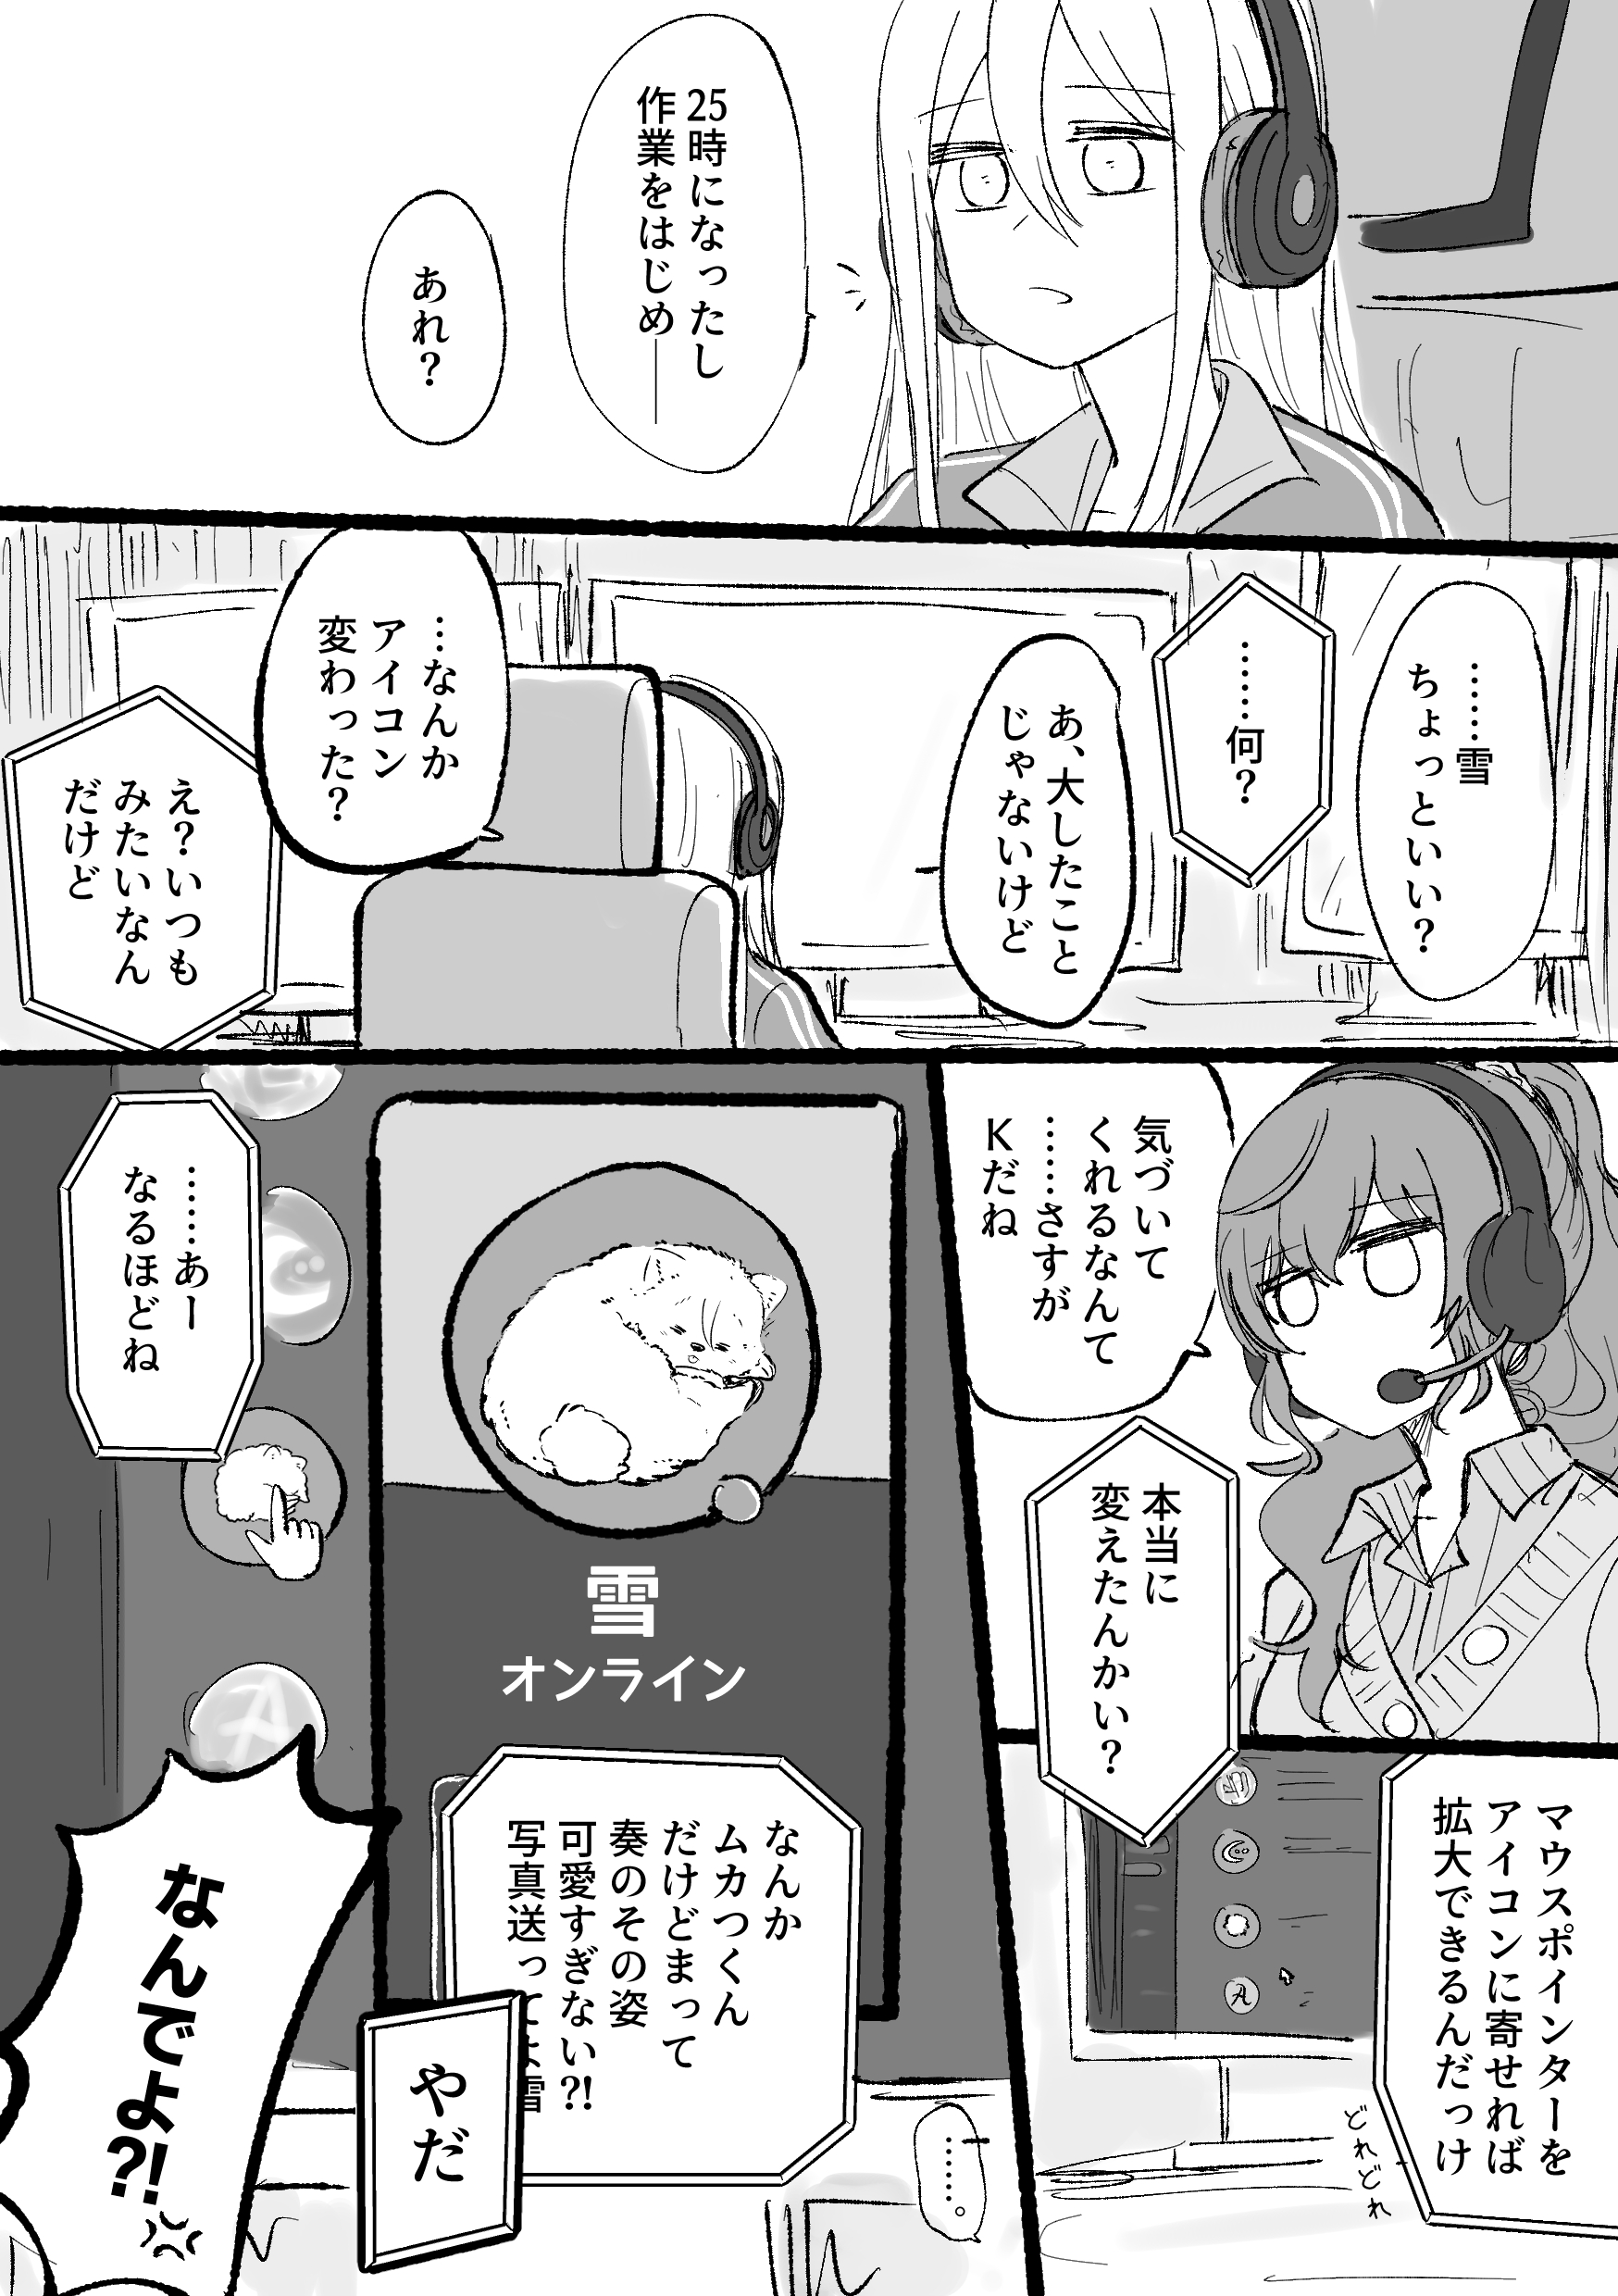 25時になったし
作業をはじめ──
あれ？
……雪
ちょっといい？
……何？
あ、大したこと
じゃないけど
…なんか
アイコン
変わった？
え？いつも
みたいなん
だけど
気づいて
くれるなんて
……さすが
Kだね
本当に
変えたんかい？
マウスポインターを
アイコンに寄せれば
拡大できるんだっけ
どれどれ
A
……あー
なるほどね
雪
オンライン
A
なんか
ムカつくん
だけどまって
奏のその姿
可愛すぎない?!
写真送っ
雪
……。
やだ
なんでよ?!